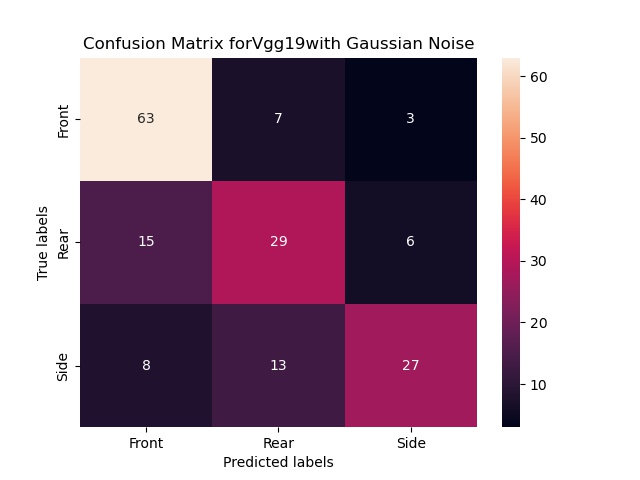 Confusion Matrix forVgg19with Gaussian Noise
True labels
Front
Rear
Side
63 7 3
15 29 6
8 13 27
Front Rear Side
Predicted labels
60
50
40
30
20
10